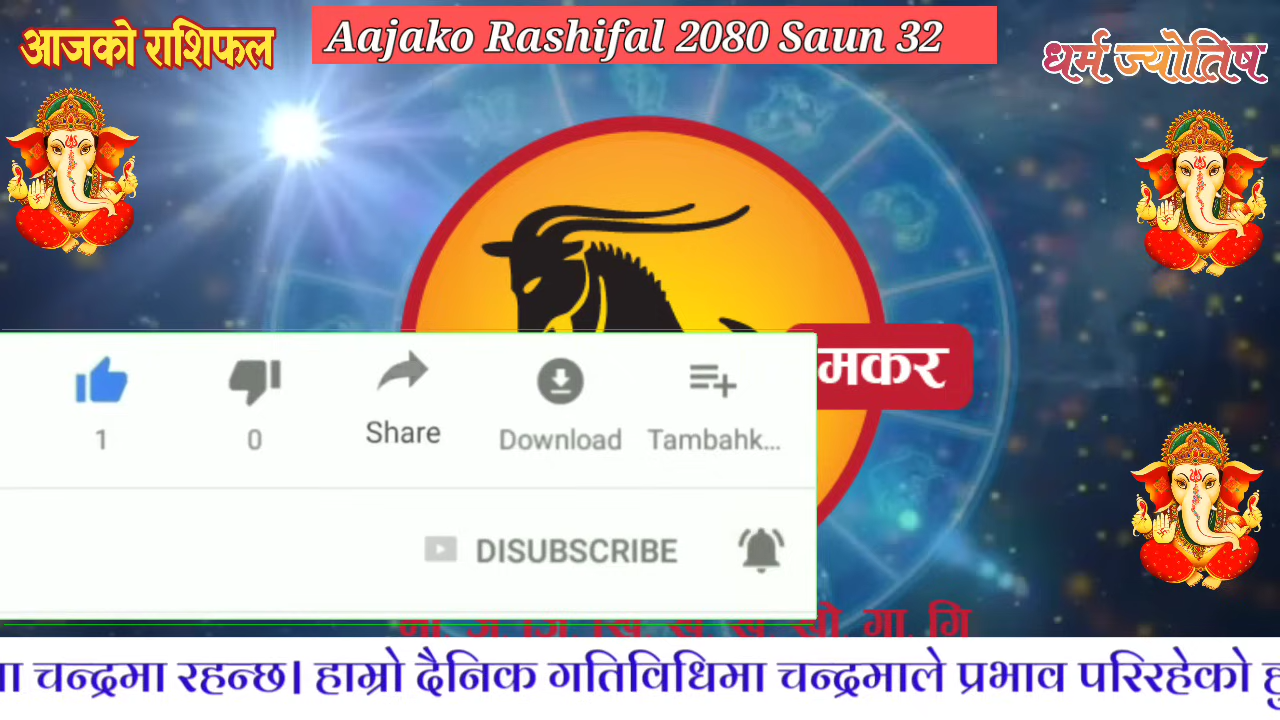 आजको राशिफल
Aajako Rashifal 2080 Saun 32
धर्म ज्योतिष
मकर
1
0
Share
Download
Tambahk...
DISUBSCRIBE
खो गा गि
चन्द्रमा रहन्छ। हाम्रो दैनिक गतिविधिमा चन्द्रमाले प्रभाव परिरहेको